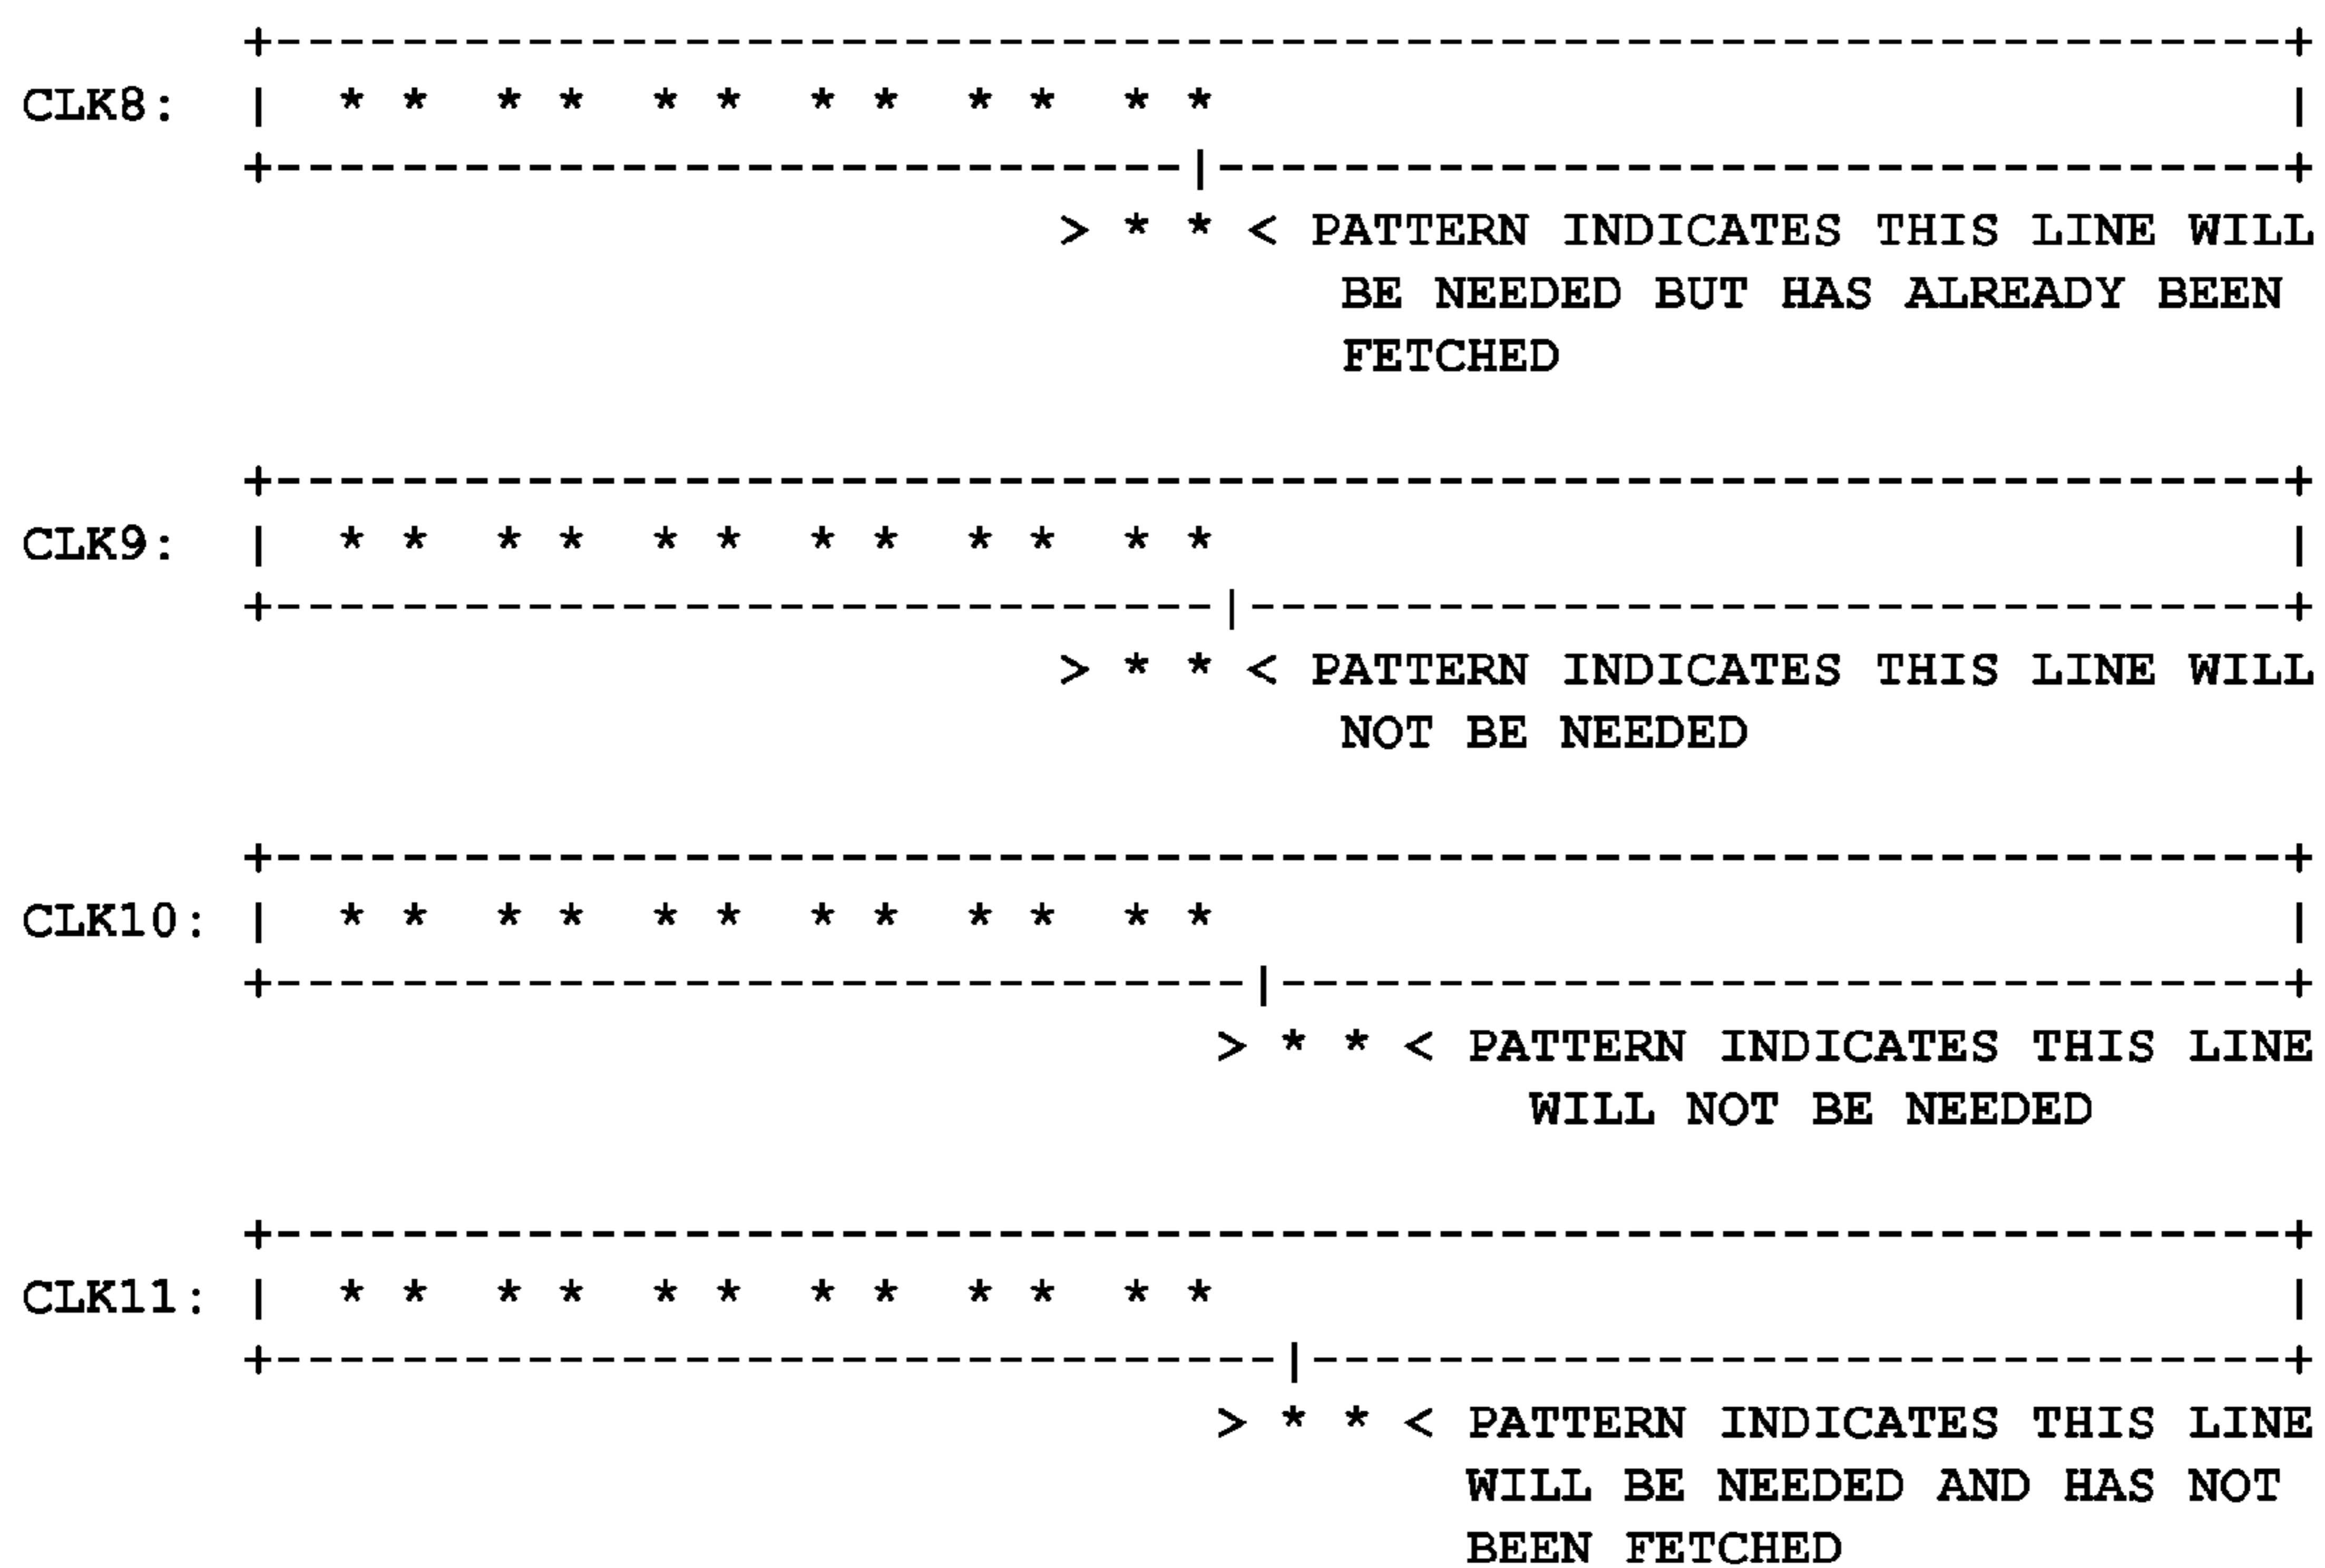 +----------------------------------------------------------------+
CLK8: |  * *  * *  * *  * *  * *  * *                                  |
+-----------------------------|----------------------------------+
> * * < PATTERN INDICATES THIS LINE WILL
BE NEEDED BUT HAS ALREADY BEEN
FETCHED
+----------------------------------------------------------------+
CLK9: |  * *  * *  * *  * *  * *  * *                                  |
+------------------------------|---------------------------------+
> * * < PATTERN INDICATES THIS LINE WILL
NOT BE NEEDED
+----------------------------------------------------------------+
CLK10: |  * *  * *  * *  * *  * *  * *                                  |
+-------------------------------|--------------------------------+
> * * < PATTERN INDICATES THIS LINE
WILL NOT BE NEEDED
+----------------------------------------------------------------+
CLK11: |  * *  * *  * *  * *  * *  * *                                  |
+--------------------------------|-------------------------------+
> * * < PATTERN INDICATES THIS LINE
WILL BE NEEDED AND HAS NOT
BEEN FETCHED